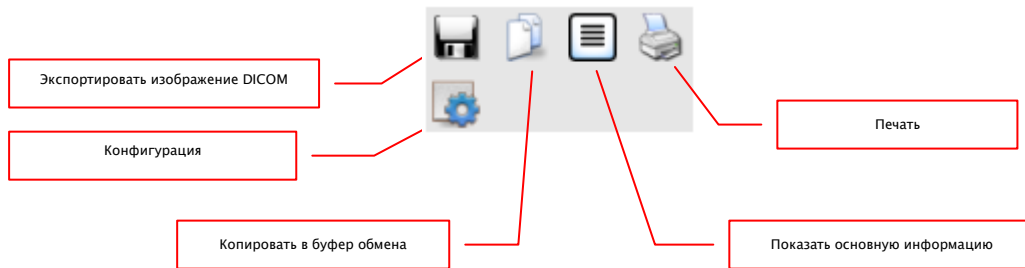 Экспортировать изображение DICOM
Печать
Конфигурация
Копировать в буфер обмена
Показать основную информацию